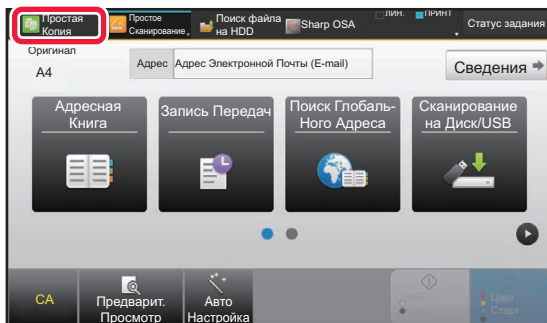 Простая
Копия
Простое
Сканирование
Поиск файла
на HDD
Sharp OSA
ЛИН.
ПРИНТ
Статус задания
Оригинал
A4
Адрес
Адрес Электронной Почты (E-mail)
Сведения
Адресная
Книга
Запись Передач
Поиск Глобаль-
Ного Адреса
Сканирование
на Диск/USB
CA
Предварит.
Просмотр
Авто
Настройка
Ч/Б
Старт
Цвет
Старт